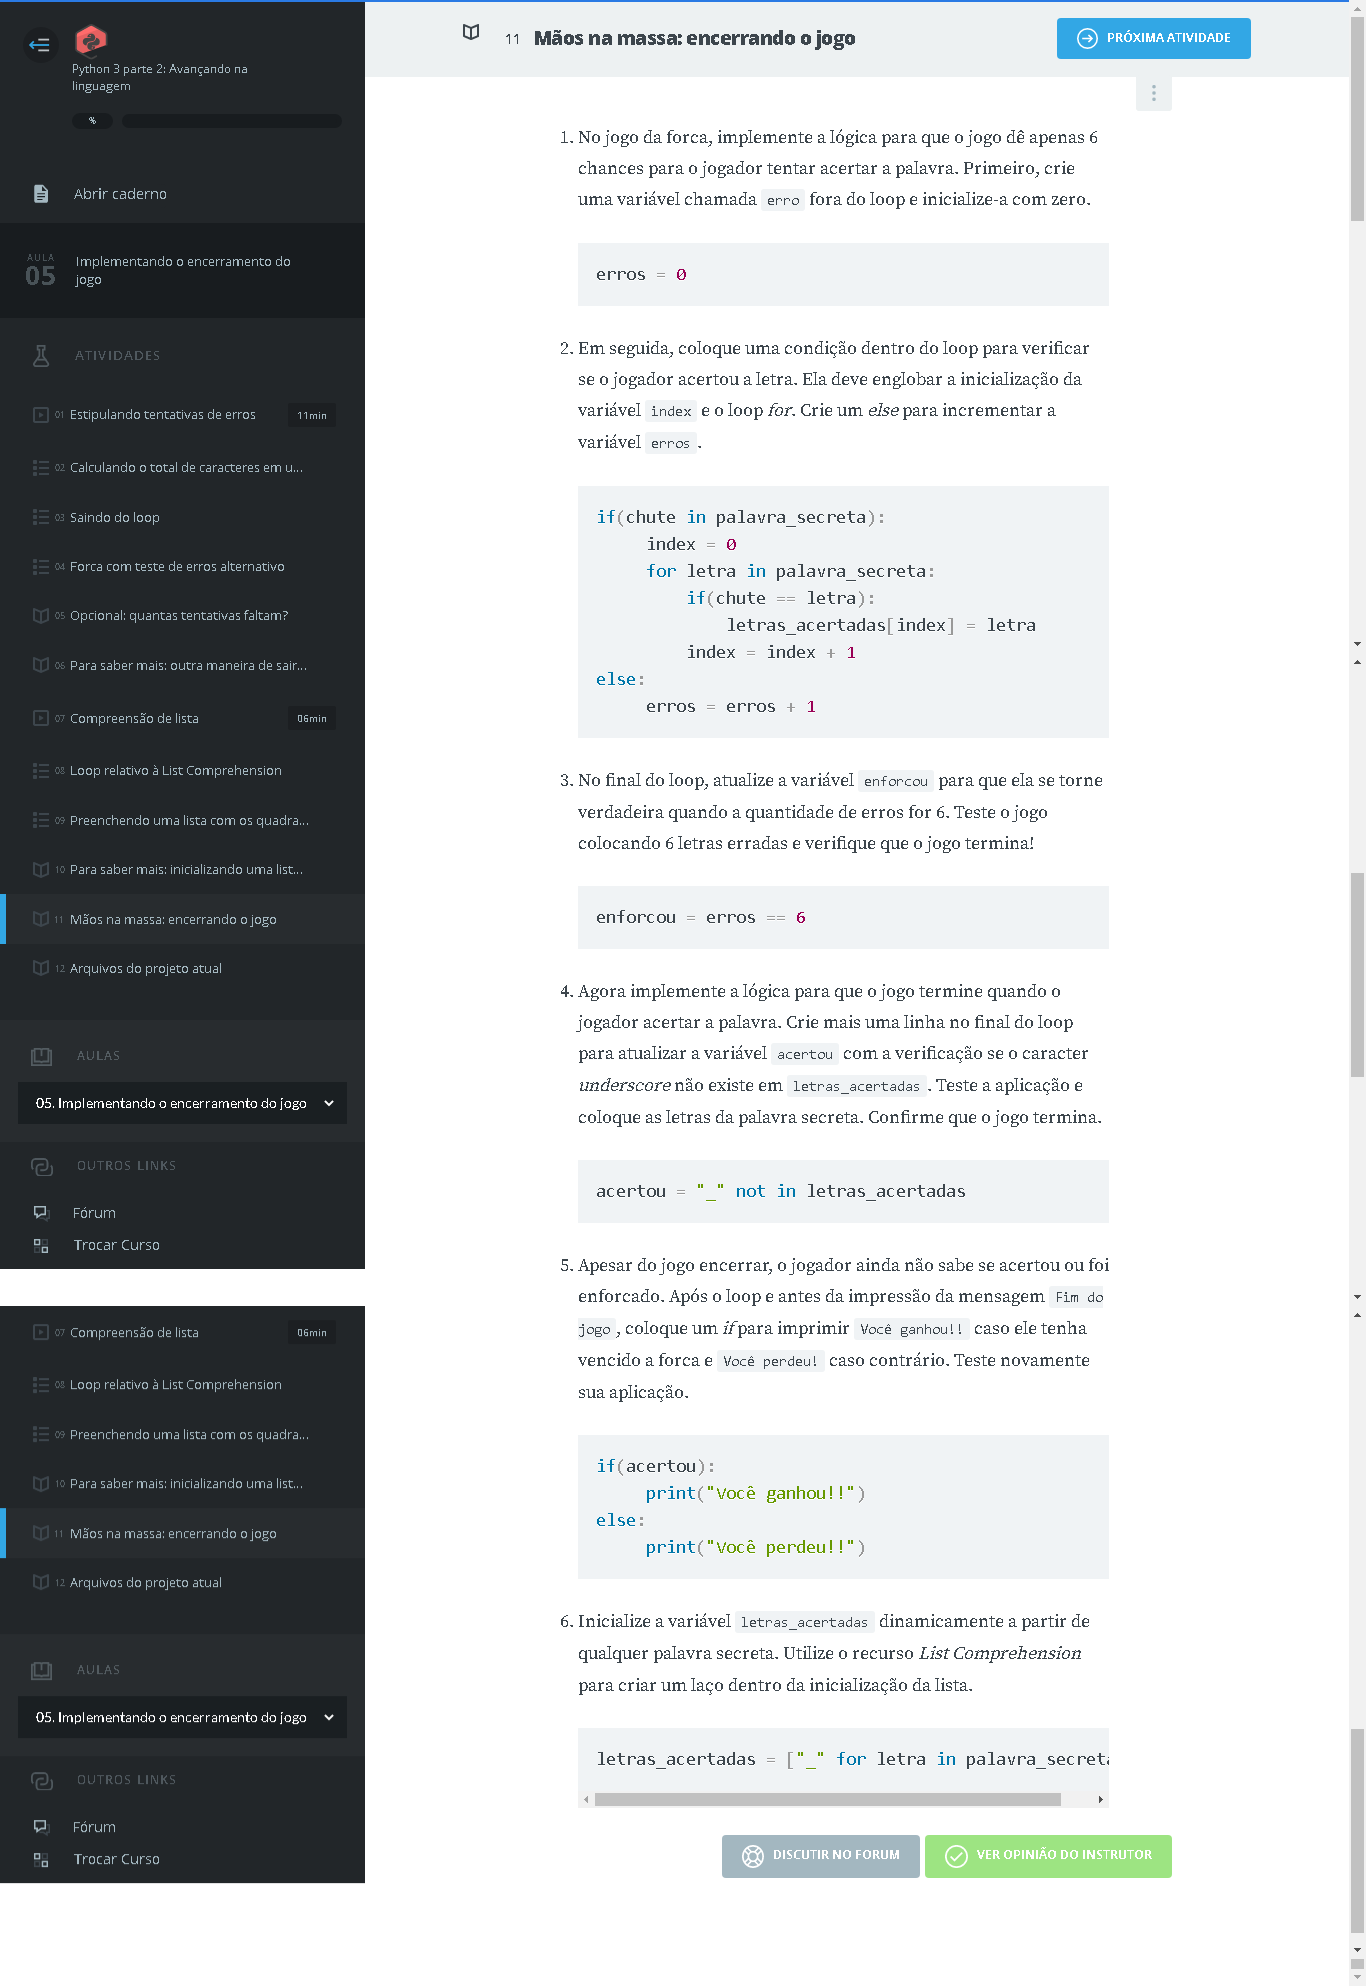 Python 3 parte 2: Avançando na
linguagem
%
Abrir caderno
AULA
05
Implementando o encerramento do
jogo
ATIVIDADES
01 Estipulando tentativas de erros 11min
02 Calculando o total de caracteres em u...
03 Saindo do loop
04 Forca com teste de erros alternativo
05 Opcional: quantas tentativas faltam?
06 Para saber mais: outra maneira de sair...
07 Compreensão de lista 06min
08 Loop relativo à List Comprehension
09 Preenchendo uma lista com os quadra...
10 Para saber mais: inicializando uma list...
11 Mãos na massa: encerrando o jogo
12 Arquivos do projeto atual
AULAS
05. Implementando o encerramento do jogo
OUTROS LINKS
Fórum
Trocar Curso
07 Compreensão de lista 06min
08 Loop relativo à List Comprehension
09 Preenchendo uma lista com os quadra...
10 Para saber mais: inicializando uma list...
11 Mãos na massa: encerrando o jogo
12 Arquivos do projeto atual
AULAS
05. Implementando o encerramento do jogo
OUTROS LINKS
Fórum
Trocar Curso
11 Mãos na massa: encerrando o jogo
PRÓXIMA ATIVIDADE
1. No jogo da forca, implemente a lógica para que o jogo dê apenas 6
chances para o jogador tentar acertar a palavra. Primeiro, crie
uma variável chamada erro fora do loop e inicialize-a com zero.
erros = 0
2. Em seguida, coloque uma condição dentro do loop para verificar
se o jogador acertou a letra. Ela deve englobar a inicialização da
variável index e o loop for. Crie um else para incrementar a
variável erros.
if(chute in palavra_secreta):
index = 0
for letra in palavra_secreta:
if(chute == letra):
letras_acertadas[index] = letra
index = index + 1
else:
erros = erros + 1
3. No final do loop, atualize a variável enforcou para que ela se torne
verdadeira quando a quantidade de erros for 6. Teste o jogo
colocando 6 letras erradas e verifique que o jogo termina!
enforcou = erros == 6
4. Agora implemente a lógica para que o jogo termine quando o
jogador acertar a palavra. Crie mais uma linha no final do loop
para atualizar a variável acertou com a verificação se o caracter
underscore não existe em letras_acertadas. Teste a aplicação e
coloque as letras da palavra secreta. Confirme que o jogo termina.
acertou = "_" not in letras_acertadas
5. Apesar do jogo encerrar, o jogador ainda não sabe se acertou ou foi
enforcado. Após o loop e antes da impressão da mensagem Fim do
jogo, coloque um if para imprimir Você ganhou!! caso ele tenha
vencido a forca e Você perdeu! caso contrário. Teste novamente
sua aplicação.
if(acertou):
print("Você ganhou!!")
else:
print("Você perdeu!!")
6. Inicialize a variável letras_acertadas dinamicamente a partir de
qualquer palavra secreta. Utilize o recurso List Comprehension
para criar um laço dentro da inicialização da lista.
letras_acertadas = ["_" for letra in palavra_secreta
DISCUTIR NO FORUM
VER OPINIÃO DO INSTRUTOR